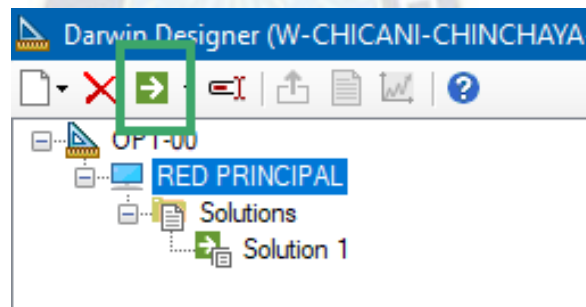 Darwin Designer (W-CHICANI-CHINCHAYA
OPT-00
RED PRINCIPAL
Solutions
Solution 1